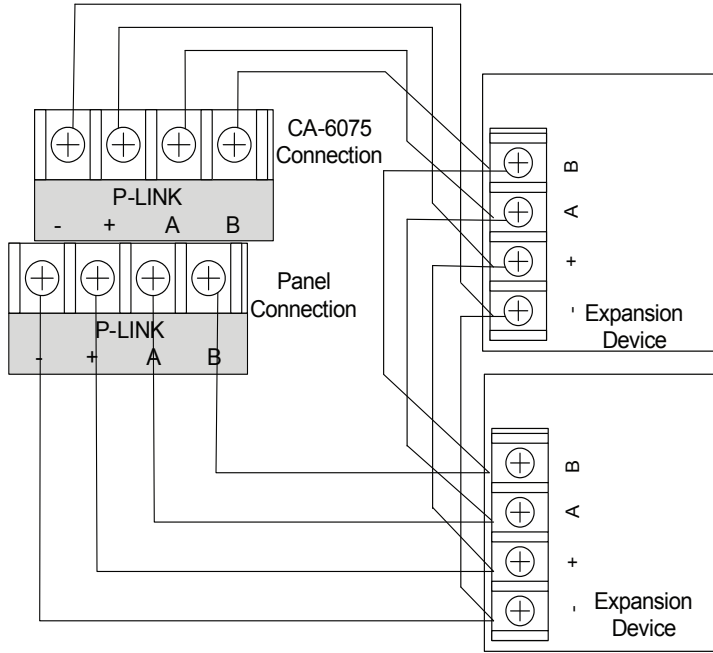 CA-6075
Connection
P-LINK
- + A B
Panel
Connection
P-LINK
- + A B
B
A
+
-
Expansion
Device
B
A
+
-
Expansion
Device